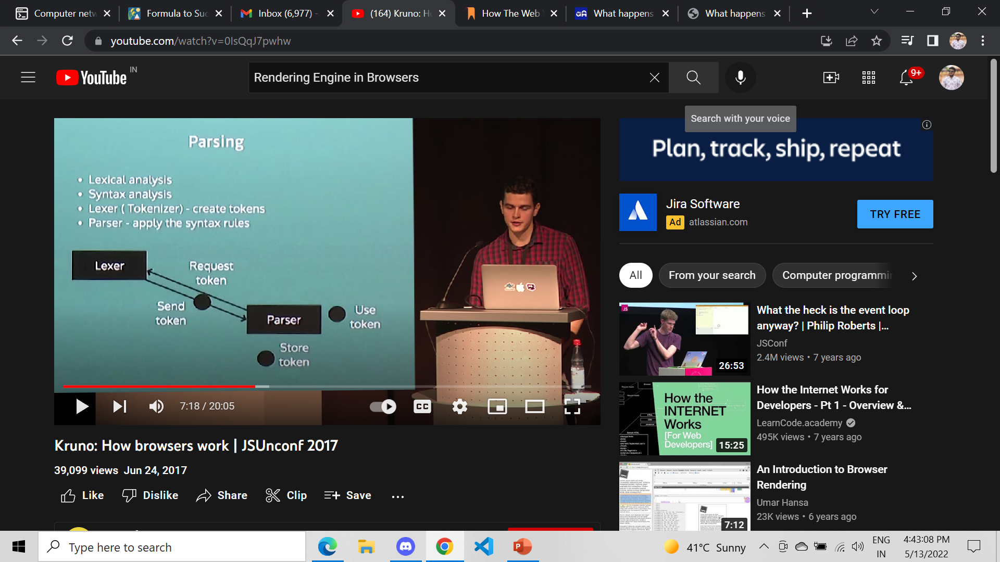 Computer netw
Formula to Suc
Inbox (6,977) -
(164) Kruno: Ho
How The Web
What happens
What happens
youtube.com/watch?v=0IsQqJ7pwhw
YouTube
IN
Rendering Engine in Browsers
9+
Search with your voice
Parsing
• Lexical analysis
• Syntax analysis
• Lexer ( Tokenizer) - create tokens
• Parser - apply the syntax rules
Lexer
Request
token
Send
token
Parser
Use
token
Store
token
7:18 / 20:05
CC
Kruno: How browsers work | JSUnconf 2017
39,099 views Jun 24, 2017
Like
Dislike
Share
Clip
Save
Plan, track, ship, repeat
Jira Software
Ad atlassian.com
TRY FREE
All
From your search
Computer programmin
JS
26:53
What the heck is the event loop
anyway? | Philip Roberts |...
JSConf
2.4M views • 7 years ago
How the
INTERNET
Works
[For Web
Developers]
15:25
How the Internet Works for
Developers - Pt 1 - Overview &...
LearnCode.academy
495K views • 7 years ago
7:12
An Introduction to Browser
Rendering
Umar Hansa
23K views • 6 years ago
Type here to search
41°C Sunny
ENG
IN
4:43:08 PM
5/13/2022